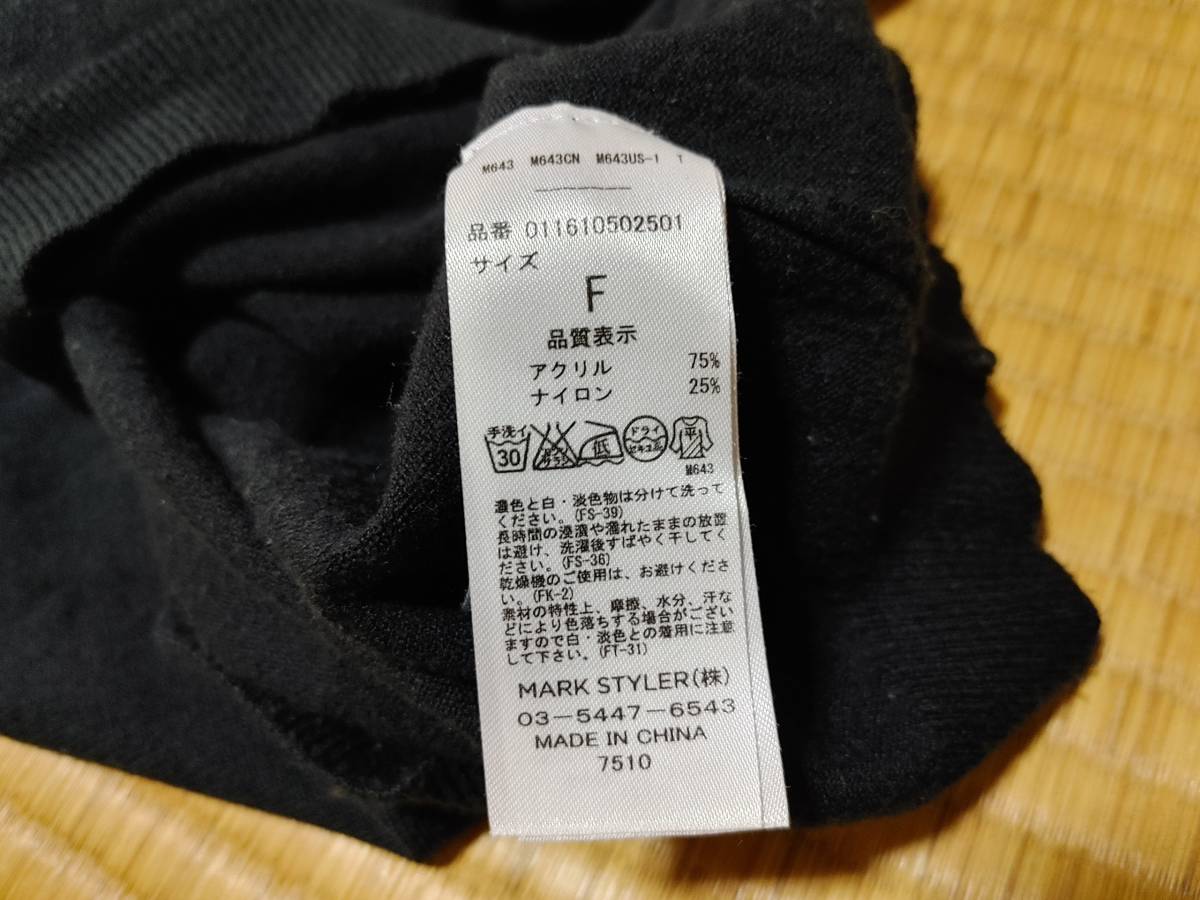 M643 M643CN M643US-1 T
品番 011610502501
サイズ
F
品質表示
アクリル 75%
ナイロン 25%
手洗イ 30 低 ドライ セキユ系 平
M643
濃色と白・淡色物は分けて洗って
ください。(FS-39)
長時間の浸漬や濡れたままの放置
は避け、洗濯後すばやく干してく
ださい。(FS-36)
乾燥機のご使用は、お避けくださ
い。(FK-2)
素材の特性上、摩擦、水分、汗な
どにより色落ちする場合がござい
ますので白・淡色との着用に注意
して下さい。(FT-31)
MARK STYLER(株)
03-5447-6543
MADE IN CHINA
7510